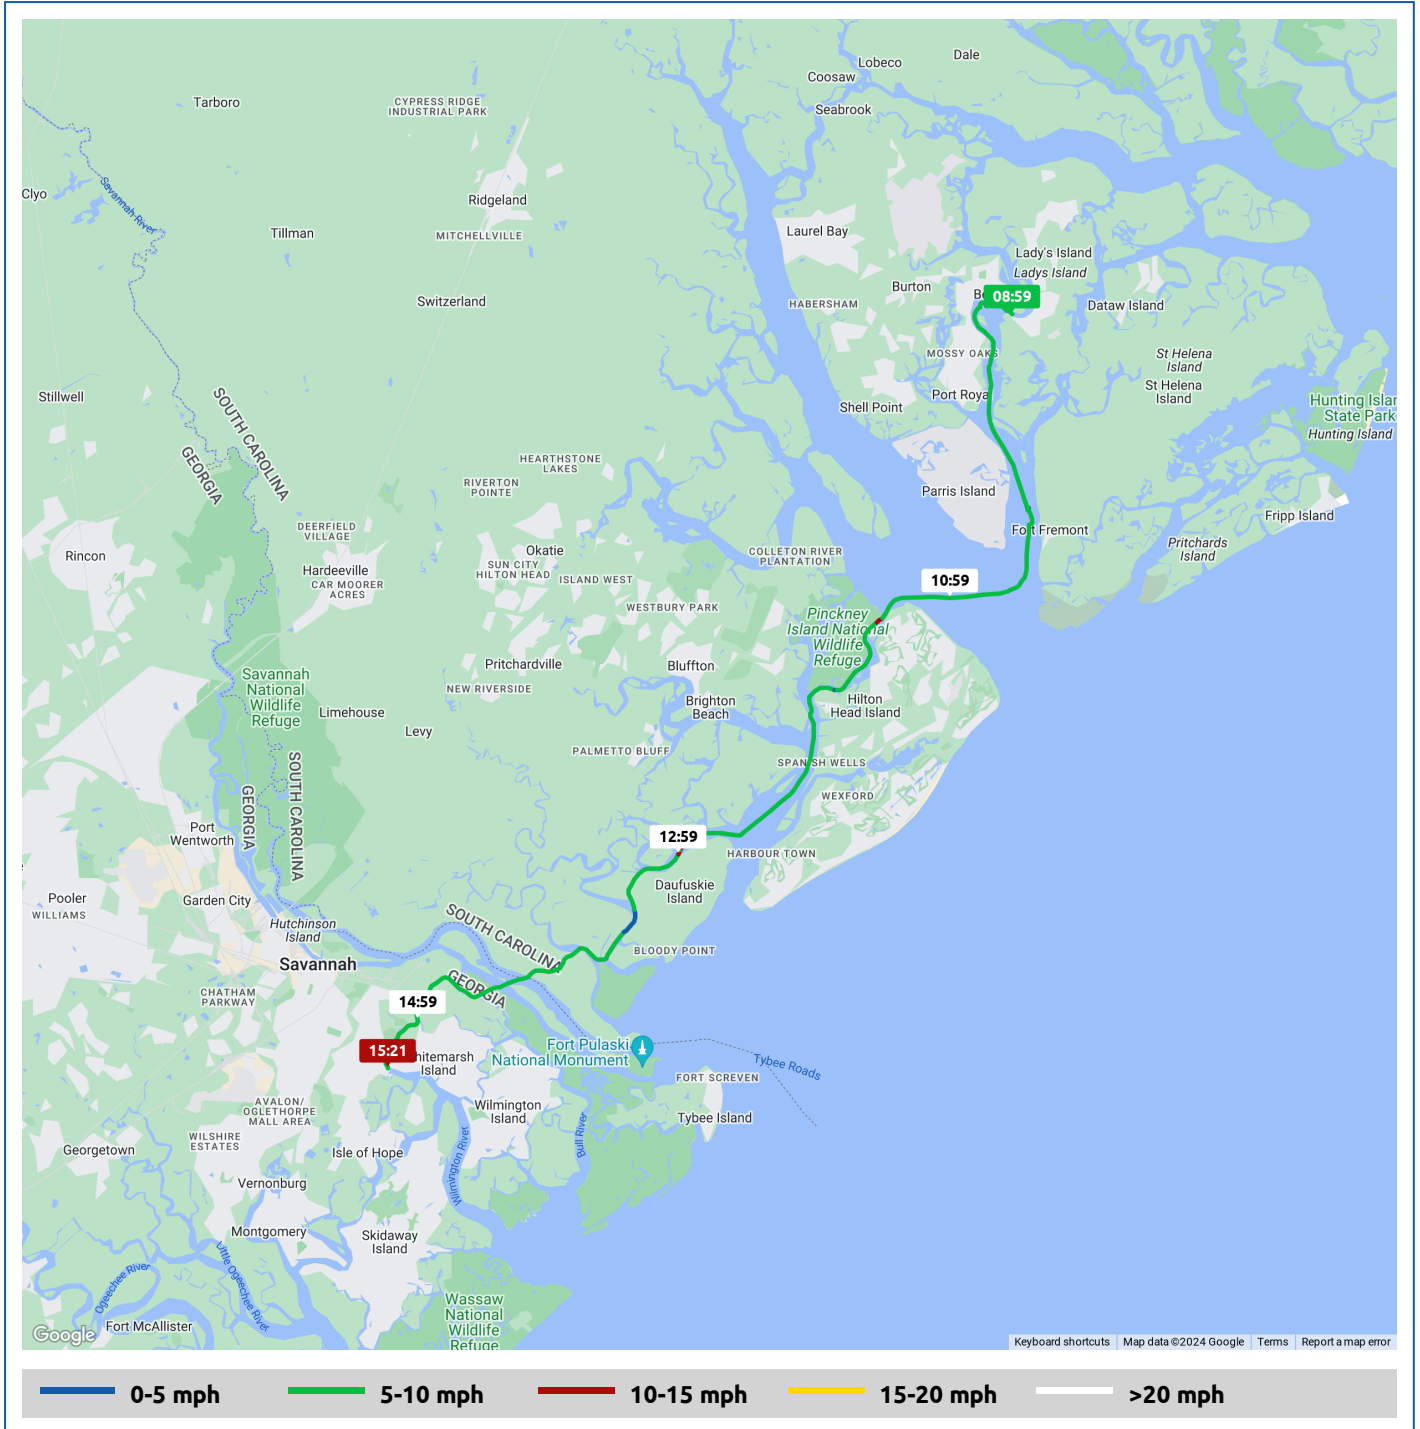 Dale
Lobeco
Coosaw
Tarboro
CYPRESS RIDGE
INDUSTRIAL PARK
Seabrook
Savannah River
Clyo
Ridgeland
Tillman
MITCHELLVILLE
Laurel Bay
Lady's Island
Ladys Island
Burton
08:59
Switzerland
HABERSHAM
Dataw Island
MOSSY OAKS
St Helena
Island
St Helena
Island
Stillwell
SOUTH CAROLINA
GEORGIA
Port Royal
Shell Point
Hunting Islan
State Park
Hunting Island
HEARTHSTONE
LAKES
RIVERTON
POINTE
Parris Island
Fripp Island
DEERFIELD
VILLAGE
Fort Fremont
Pritchards
Island
Rincon
Okatie
COLLETON RIVER
PLANTATION
SUN CITY
HILTON HEAD
ISLAND WEST
Hardeeville
CAR MOORER
ACRES
10:59
WESTBURY PARK
Pinckney
Island National
Wildlife
Refuge
Pritchardville
Bluffton
Savannah
National
Wildlife
Refuge
NEW RIVERSIDE
Brighton
Beach
Hilton
Head Island
Limehouse
Levy
PALMETTO BLUFF
SPANISH WELLS
SOUTH CAROLINA
GEORGIA
WEXFORD
Port
Wentworth
12:59
HARBOUR TOWN
Pooler
WILLIAMS
Garden City
Daufuskie
Island
Hutchinson
Island
SOUTH CAROLINA
BLOODY POINT
Savannah
GEORGIA
CHATHAM
PARKWAY
14:59
15:21
hitemarsh
Island
Fort Pulaski
National Monument
Tybee Roads
FORT SCREVEN
AVALON/
OGLETHORPE
MALL AREA
Wilmington
Island
Tybee Island
WILSHIRE
ESTATES
Bull River
Georgetown
Isle of Hope
Wilmington River
Vernonburg
Montgomery
Skidaway
Island
Little Ogeechee River
Ogeechee River
Wassaw
National
Wildlife
Refuge
Fort McAllister
Google
Keyboard shortcuts
Map data ©2024 Google
Terms
Report a map error
0-5 mph
5-10 mph
10-15 mph
15-20 mph
>20 mph